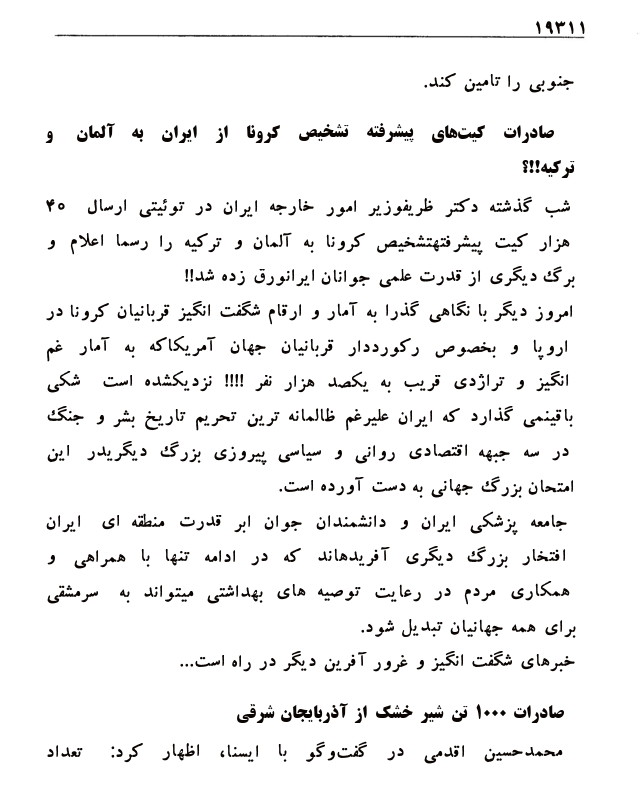 ۱۹۳۱۱
جنوبی را تامین کند.
صادرات کیت‌های پیشرفته تشخیص کرونا از ایران به آلمان و
ترکیه!!!؟
شب گذشته دکتر ظریفوزیر امور خارجه ایران در توئیتی ارسال ۴۰
هزار کیت پیشرفتهتشخیص کرونا به آلمان و ترکیه را رسما اعلام و
برگ دیگری از قدرت علمی جوانان ایرانورق زده شد!!
امروز دیگر با نگاهی گذرا به آمار و ارقام شگفت انگیز قربانیان کرونا در
اروپا و بخصوص رکورددار قربانیان جهان آمریکاکه به آمار غم
انگیز و تراژدی قریب به یکصد هزار نفر !!!! نزدیکشده است شکی
باقینمی گذارد که ایران علیرغم ظالمانه ترین تحریم تاریخ بشر و جنگ
در سه جبهه اقتصادی روانی و سیاسی پیروزی بزرگ دیگریدر این
امتحان بزرگ جهانی به دست آورده است.
جامعه پزشکی ایران و دانشمندان جوان ابر قدرت منطقه ای ایران
افتخار بزرگ دیگری آفریدهاند که در ادامه تنها با همراهی و
همکاری مردم در رعایت توصیه های بهداشتی میتواند به سرمشقی
برای همه جهانیان تبدیل شود.
خبرهای شگفت انگیز و غرور آفرین دیگر در راه است...
صادرات ۱۰۰۰ تن شیر خشک از آذربایجان شرقی
محمدحسین اقدمی در گفت‌وگو با ایسنا، اظهار کرد: تعداد